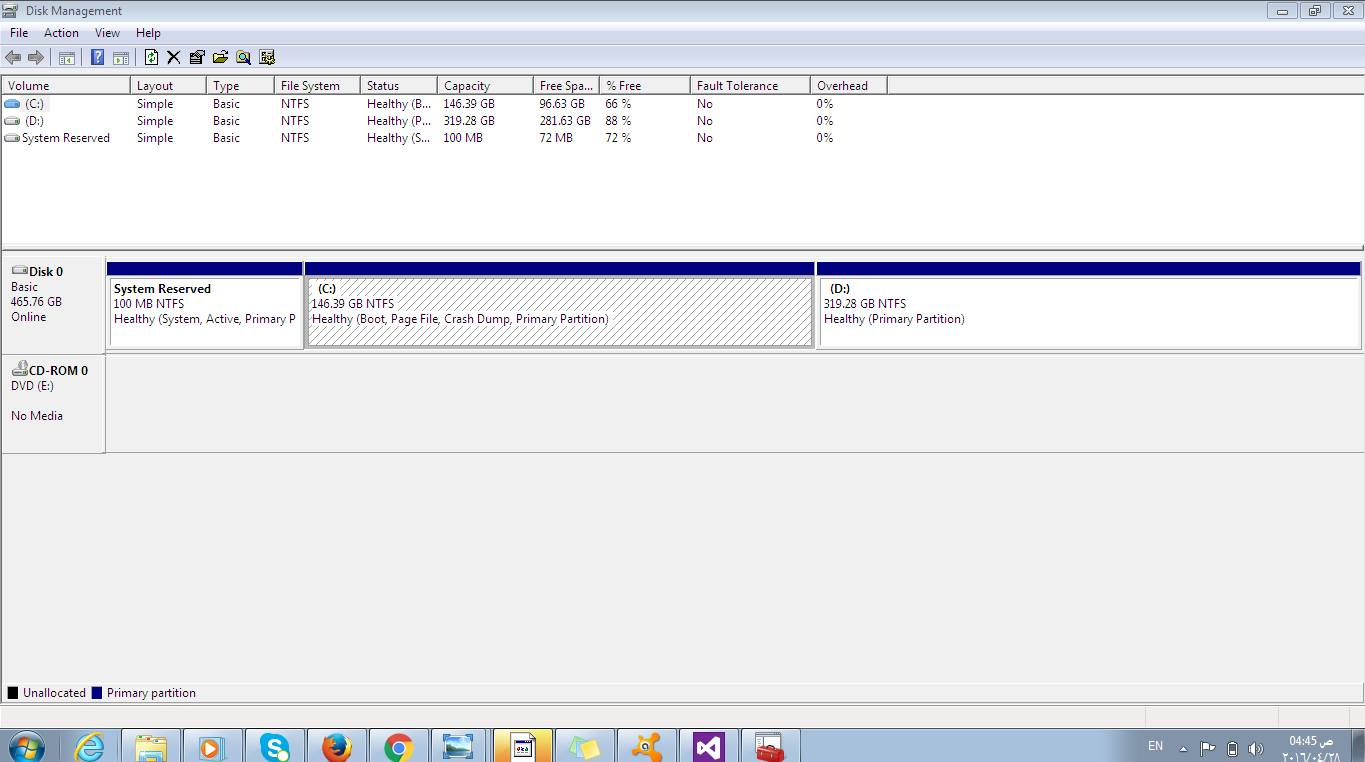 Disk Management
File Action View Help
Volume Layout Type File System Status Capacity Free Spa... % Free Fault Tolerance Overhead
(C:) Simple Basic NTFS Healthy (B... 146.39 GB 96.63 GB 66 % No 0%
(D:) Simple Basic NTFS Healthy (P... 319.28 GB 281.63 GB 88 % No 0%
System Reserved Simple Basic NTFS Healthy (S... 100 MB 72 MB 72 % No 0%
Disk 0
Basic
465.76 GB
Online
System Reserved
100 MB NTFS
Healthy (System, Active, Primary P
(C:)
146.39 GB NTFS
Healthy (Boot, Page File, Crash Dump, Primary Partition)
(D:)
319.28 GB NTFS
Healthy (Primary Partition)
CD-ROM 0
DVD (E:)
No Media
Unallocated Primary partition
EN
04:45 ص
٢٠١٦/٠٤/٢٨